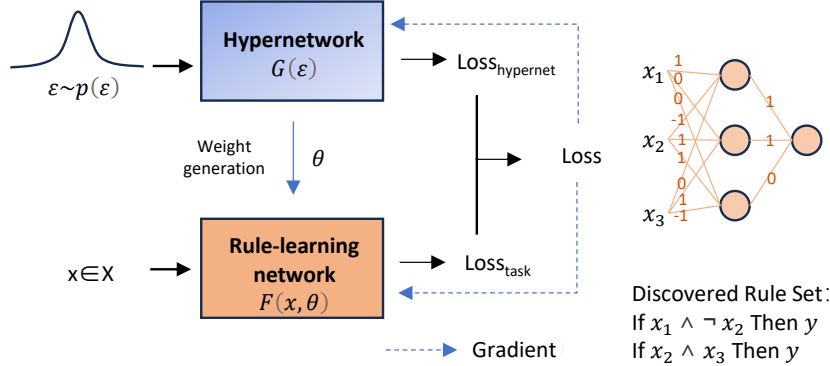 Hypernetwork
G(ε)
ε~p(ε)
Loss_hypernet
Weight
generation
θ
Loss
Rule-learning
network
F(x, θ)
x∈X
Loss_task
Gradient
x₁
1
0
0
x₂
-1
1
1
x₃
0
1
-1
1
1
0
Discovered Rule Set:
If x₁ ∧ ¬ x₂ Then y
If x₂ ∧ x₃ Then y